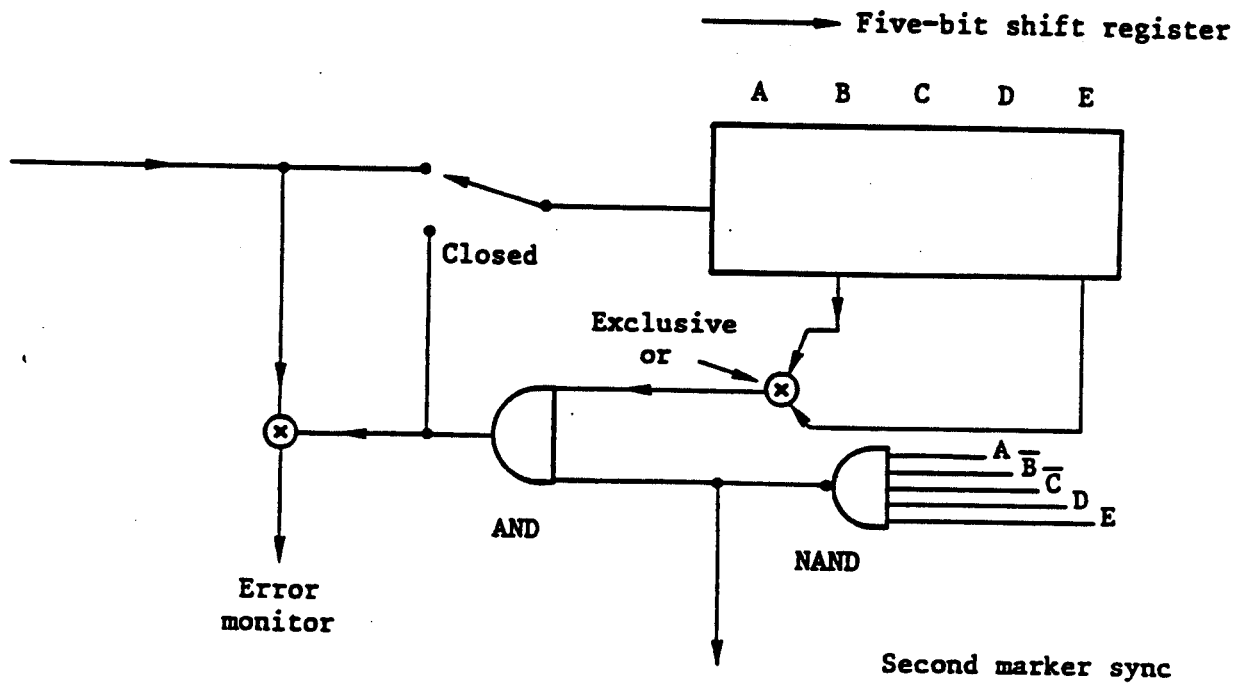 Five-bit shift register
A B C D E
Closed
Exclusive
or
A
B̅
C̅
D
E
AND
NAND
Error
monitor
Second marker sync